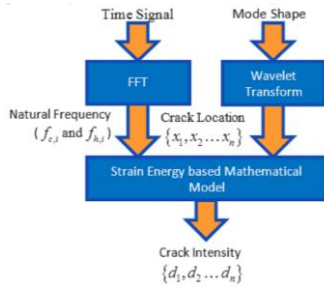 Time Signal
Mode Shape
FFT
Wavelet
Transform
Natural Frequency
( f_{c,i} and f_{h,i} )
Crack Location
{x_1, x_2 ... x_n}
Strain Energy based Mathematical
Model
Crack Intensity
{d_1, d_2 ... d_n}